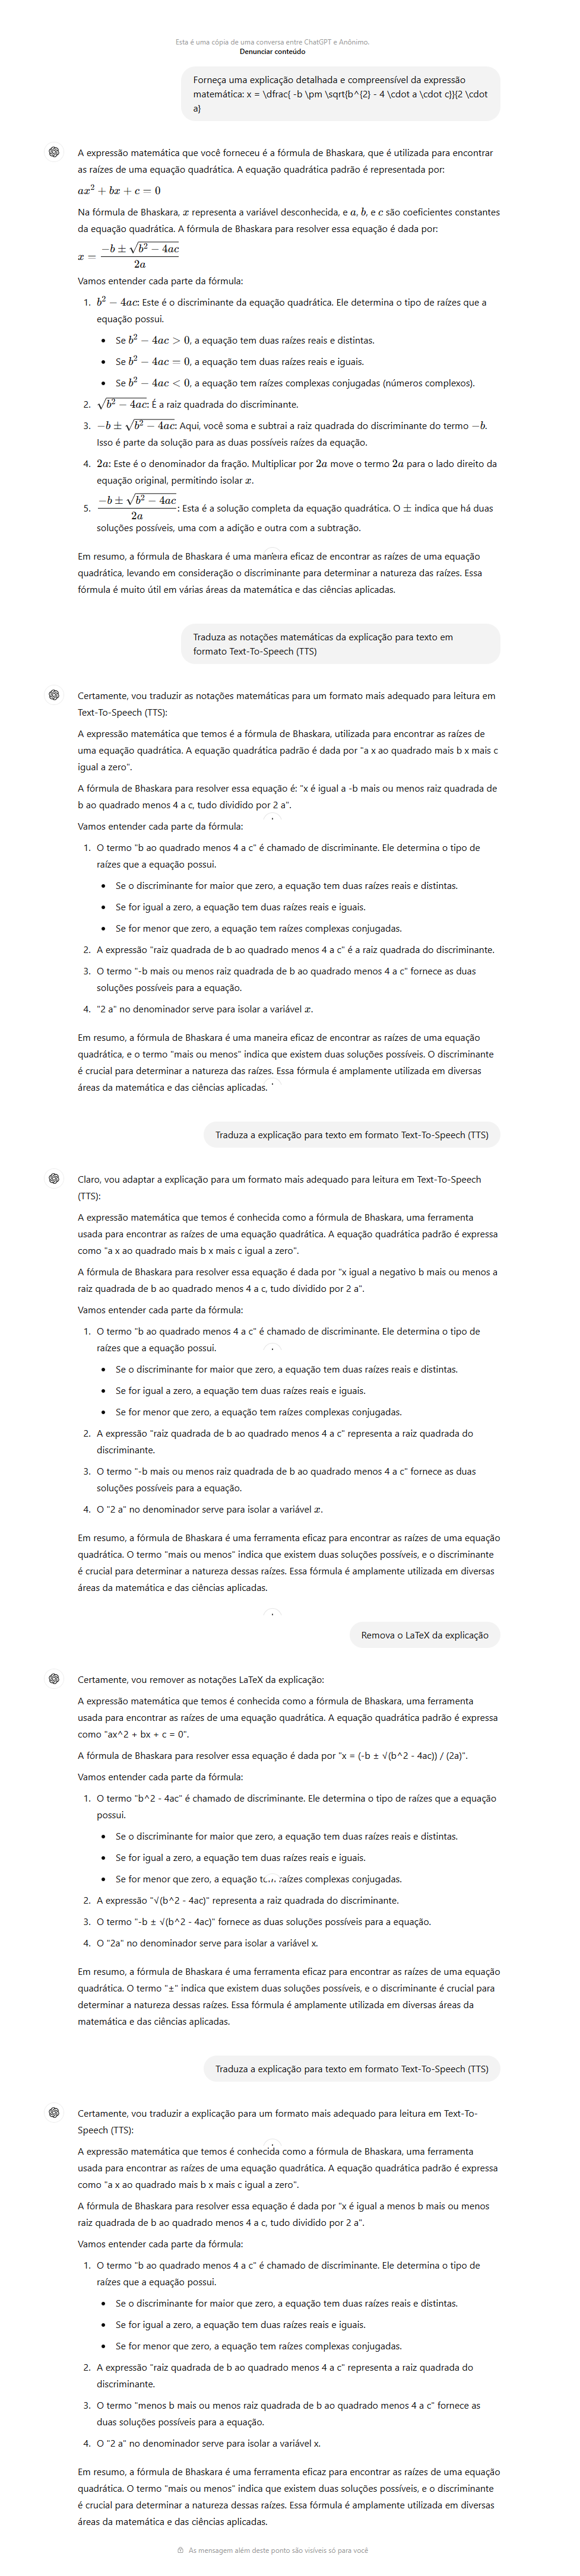 Esta é uma cópia de uma conversa entre ChatGPT e Anônimo.
Denunciar conteúdo
Forneça uma explicação detalhada e compreensível da expressão
matemática: x = \dfrac{ -b \pm \sqrt{b^{2} - 4 \cdot a \cdot c}}{2 \cdot
a}
A expressão matemática que você forneceu é a fórmula de Bhaskara, que é utilizada para encontrar
as raízes de uma equação quadrática. A equação quadrática padrão é representada por:
ax² + bx + c = 0
Na fórmula de Bhaskara, x representa a variável desconhecida, e a, b, e c são coeficientes constantes
da equação quadrática. A fórmula de Bhaskara para resolver essa equação é dada por:
x = (-b ± √(b² − 4ac)) / 2a
Vamos entender cada parte da fórmula:
1. b² − 4ac: Este é o discriminante da equação quadrática. Ele determina o tipo de raízes que a
equação possui.
• Se b² − 4ac > 0, a equação tem duas raízes reais e distintas.
• Se b² − 4ac = 0, a equação tem duas raízes reais e iguais.
• Se b² − 4ac < 0, a equação tem raízes complexas conjugadas (números complexos).
2. √(b² − 4ac): É a raiz quadrada do discriminante.
3. −b ± √(b² − 4ac): Aqui, você soma e subtrai a raiz quadrada do discriminante do termo −b.
Isso é parte da solução para as duas possíveis raízes da equação.
4. 2a: Este é o denominador da fração. Multiplicar por 2a move o termo 2a para o lado direito da
equação original, permitindo isolar x.
5. (−b ± √(b² − 4ac)) / 2a: Esta é a solução completa da equação quadrática. O ± indica que há duas
soluções possíveis, uma com a adição e outra com a subtração.
Em resumo, a fórmula de Bhaskara é uma maneira eficaz de encontrar as raízes de uma equação
quadrática, levando em consideração o discriminante para determinar a natureza das raízes. Essa
fórmula é muito útil em várias áreas da matemática e das ciências aplicadas.
Traduza as notações matemáticas da explicação para texto em
formato Text-To-Speech (TTS)
Certamente, vou traduzir as notações matemáticas para um formato mais adequado para leitura em
Text-To-Speech (TTS):
A expressão matemática que temos é a fórmula de Bhaskara, utilizada para encontrar as raízes de
uma equação quadrática. A equação quadrática padrão é dada por "a x ao quadrado mais b x mais c
igual a zero".
A fórmula de Bhaskara para resolver essa equação é: "x é igual a -b mais ou menos raiz quadrada de
b ao quadrado menos 4 a c, tudo dividido por 2 a".
Vamos entender cada parte da fórmula:
1. O termo "b ao quadrado menos 4 a c" é chamado de discriminante. Ele determina o tipo de
raízes que a equação possui.
• Se o discriminante for maior que zero, a equação tem duas raízes reais e distintas.
• Se for igual a zero, a equação tem duas raízes reais e iguais.
• Se for menor que zero, a equação tem raízes complexas conjugadas.
2. A expressão "raiz quadrada de b ao quadrado menos 4 a c" é a raiz quadrada do discriminante.
3. O termo "-b mais ou menos raiz quadrada de b ao quadrado menos 4 a c" fornece as duas
soluções possíveis para a equação.
4. "2 a" no denominador serve para isolar a variável x.
Em resumo, a fórmula de Bhaskara é uma maneira eficaz de encontrar as raízes de uma equação
quadrática, e o termo "mais ou menos" indica que existem duas soluções possíveis. O discriminante
é crucial para determinar a natureza das raízes. Essa fórmula é amplamente utilizada em diversas
áreas da matemática e das ciências aplicadas.
Traduza a explicação para texto em formato Text-To-Speech (TTS)
Claro, vou adaptar a explicação para um formato mais adequado para leitura em Text-To-Speech
(TTS):
A expressão matemática que temos é conhecida como a fórmula de Bhaskara, uma ferramenta
usada para encontrar as raízes de uma equação quadrática. A equação quadrática padrão é expressa
como "a x ao quadrado mais b x mais c igual a zero".
A fórmula de Bhaskara para resolver essa equação é dada por "x igual a negativo b mais ou menos a
raiz quadrada de b ao quadrado menos 4 a c, tudo dividido por 2 a".
Vamos entender cada parte da fórmula:
1. O termo "b ao quadrado menos 4 a c" é chamado de discriminante. Ele determina o tipo de
raízes que a equação possui.
• Se o discriminante for maior que zero, a equação tem duas raízes reais e distintas.
• Se for igual a zero, a equação tem duas raízes reais e iguais.
• Se for menor que zero, a equação tem raízes complexas conjugadas.
2. A expressão "raiz quadrada de b ao quadrado menos 4 a c" representa a raiz quadrada do
discriminante.
3. O termo "-b mais ou menos raiz quadrada de b ao quadrado menos 4 a c" fornece as duas
soluções possíveis para a equação.
4. O "2 a" no denominador serve para isolar a variável x.
Em resumo, a fórmula de Bhaskara é uma ferramenta eficaz para encontrar as raízes de uma equação
quadrática. O termo "mais ou menos" indica que existem duas soluções possíveis, e o discriminante
é crucial para determinar a natureza dessas raízes. Essa fórmula é amplamente utilizada em diversas
áreas da matemática e das ciências aplicadas.
Remova o LaTeX da explicação
Certamente, vou remover as notações LaTeX da explicação:
A expressão matemática que temos é conhecida como a fórmula de Bhaskara, uma ferramenta
usada para encontrar as raízes de uma equação quadrática. A equação quadrática padrão é expressa
como "ax^2 + bx + c = 0".
A fórmula de Bhaskara para resolver essa equação é dada por "x = (-b ± √(b^2 - 4ac)) / (2a)".
Vamos entender cada parte da fórmula:
1. O termo "b^2 - 4ac" é chamado de discriminante. Ele determina o tipo de raízes que a equação
possui.
• Se o discriminante for maior que zero, a equação tem duas raízes reais e distintas.
• Se for igual a zero, a equação tem duas raízes reais e iguais.
• Se for menor que zero, a equação raízes complexas conjugadas.
2. A expressão "√(b^2 - 4ac)" representa a raiz quadrada do discriminante.
3. O termo "-b ± √(b^2 - 4ac)" fornece as duas soluções possíveis para a equação.
4. O "2a" no denominador serve para isolar a variável x.
Em resumo, a fórmula de Bhaskara é uma ferramenta eficaz para encontrar as raízes de uma equação
quadrática. O termo "±" indica que existem duas soluções possíveis, e o discriminante é crucial para
determinar a natureza dessas raízes. Essa fórmula é amplamente utilizada em diversas áreas da
matemática e das ciências aplicadas.
Traduza a explicação para texto em formato Text-To-Speech (TTS)
Certamente, vou traduzir a explicação para um formato mais adequado para leitura em Text-To-
Speech (TTS):
A expressão matemática que temos é conhecida como a fórmula de Bhaskara, uma ferramenta
usada para encontrar as raízes de uma equação quadrática. A equação quadrática padrão é expressa
como "a x ao quadrado mais b x mais c igual a zero".
A fórmula de Bhaskara para resolver essa equação é dada por "x é igual a menos b mais ou menos
raiz quadrada de b ao quadrado menos 4 a c, tudo dividido por 2 a".
Vamos entender cada parte da fórmula:
1. O termo "b ao quadrado menos 4 a c" é chamado de discriminante. Ele determina o tipo de
raízes que a equação possui.
• Se o discriminante for maior que zero, a equação tem duas raízes reais e distintas.
• Se for igual a zero, a equação tem duas raízes reais e iguais.
• Se for menor que zero, a equação tem raízes complexas conjugadas.
2. A expressão "raiz quadrada de b ao quadrado menos 4 a c" representa a raiz quadrada do
discriminante.
3. O termo "menos b mais ou menos raiz quadrada de b ao quadrado menos 4 a c" fornece as
duas soluções possíveis para a equação.
4. O "2 a" no denominador serve para isolar a variável x.
Em resumo, a fórmula de Bhaskara é uma ferramenta eficaz para encontrar as raízes de uma equação
quadrática. O termo "mais ou menos" indica que existem duas soluções possíveis, e o discriminante
é crucial para determinar a natureza dessas raízes. Essa fórmula é amplamente utilizada em diversas
áreas da matemática e das ciências aplicadas.
As mensagem além deste ponto são visíveis só para você